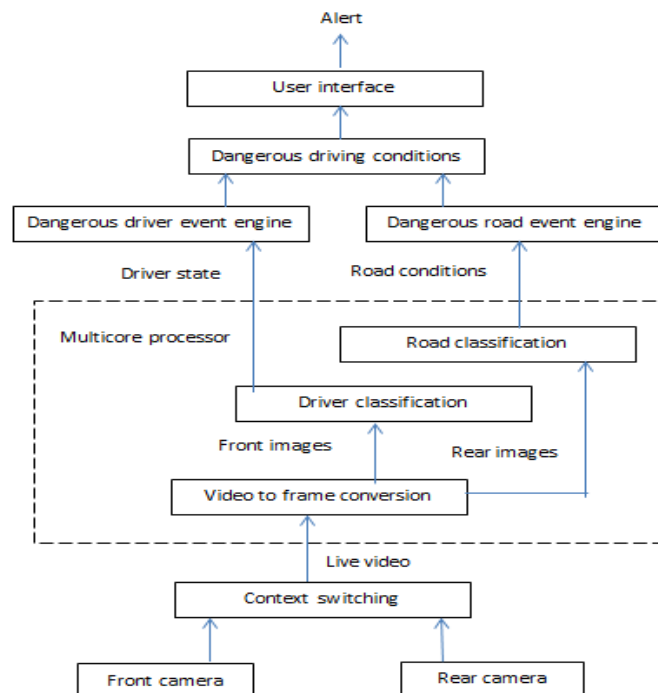 Alert
User interface
Dangerous driving conditions
Dangerous driver event engine
Dangerous road event engine
Driver state
Road conditions
Multicore processor
Road classification
Driver classification
Front images
Rear images
Video to frame conversion
Live video
Context switching
Front camera
Rear camera